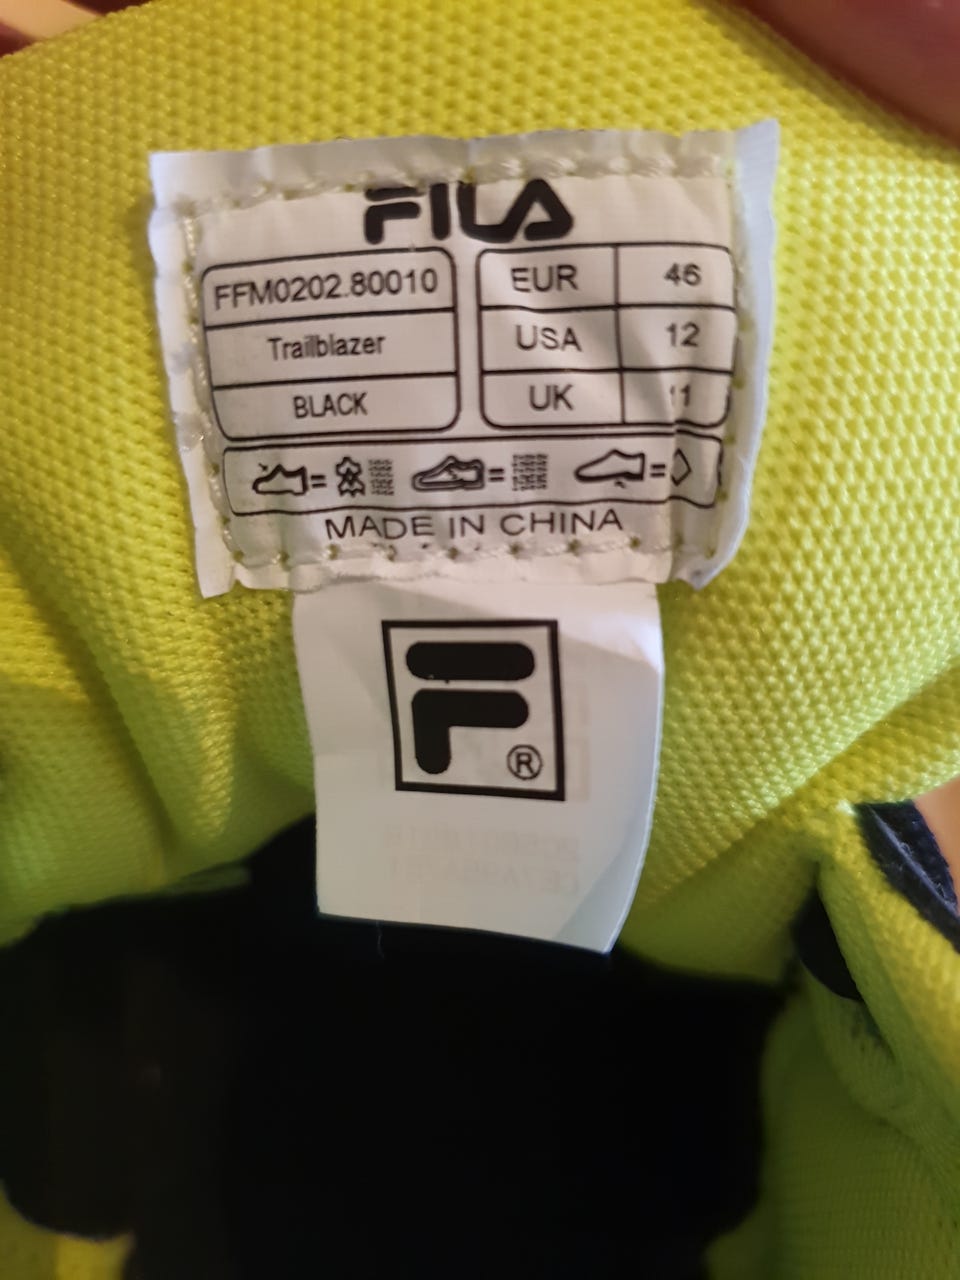 FILA
FFM0202.80010
Trailblazer
BLACK
EUR 46
USA 12
UK 11
= =  =
MADE IN CHINA
F ®